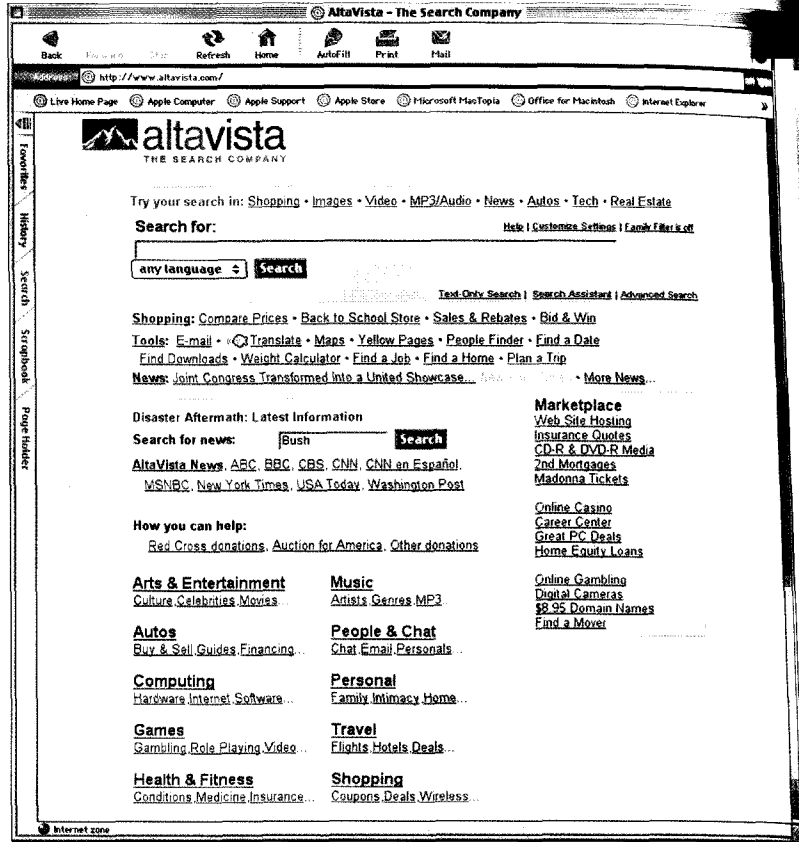 AltaVista - The Search Company
Back Refresh Home AutoFill Print Mail
http://www.altavista.com/
Live Home Page Apple Computer Apple Support Apple Store Microsoft MacTopia Office for Macintosh Internet Explorer
Favorites
History
Search
Scrapbook
Page Holder
altavista
THE SEARCH COMPANY
Try your search in: Shopping • Images • Video • MP3/Audio • News • Autos • Tech • Real Estate
Search for:
Help | Customize Settings | Family Filter is off
any language Search
Text-Only Search | Search Assistant | Advanced Search
Shopping: Compare Prices • Back to School Store • Sales & Rebates • Bid & Win
Tools: E-mail • Translate • Maps • Yellow Pages • People Finder • Find a Date
Find Downloads • Weight Calculator • Find a Job • Find a Home • Plan a Trip
News: Joint Congress Transformed Into a United Showcase... • More News...
Disaster Aftermath: Latest Information
Search for news: Bush Search
AltaVista News, ABC, BBC, CBS, CNN, CNN en Español,
MSNBC, New York Times, USA Today, Washington Post
How you can help:
Red Cross donations, Auction for America, Other donations
Marketplace
Web Site Hosting
Insurance Quotes
CD-R & DVD-R Media
2nd Mortgages
Madonna Tickets
Online Casino
Career Center
Great PC Deals
Home Equity Loans
Online Gambling
Digital Cameras
$8.95 Domain Names
Find a Mover
Arts & Entertainment
Culture, Celebrities, Movies...
Music
Artists, Genres, MP3...
Autos
Buy & Sell, Guides, Financing...
People & Chat
Chat, Email, Personals...
Computing
Hardware, Internet, Software...
Personal
Family, Intimacy, Home...
Games
Gambling, Role Playing, Video...
Travel
Flights, Hotels, Deals...
Health & Fitness
Conditions, Medicine, Insurance...
Shopping
Coupons, Deals, Wireless...
Internet zone